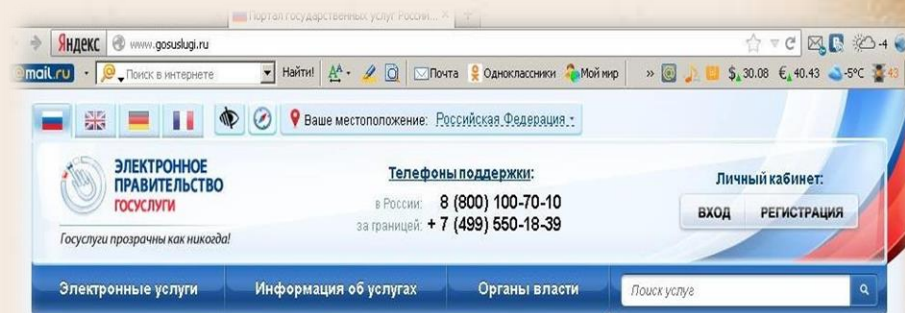 Портал государственных услуг России...
Яндекс www.gosuslugi.ru -4
@mail.ru Поиск в интернете Найти! Почта Одноклассники Мой мир » $ 30.08 € 40.43 -5°C 43
Ваше местоположение: Российская Федерация
ЭЛЕКТРОННОЕ
ПРАВИТЕЛЬСТВО
ГОСУСЛУГИ
Госуслуги прозрачны как никогда!
Телефоны поддержки:
в России: 8 (800) 100-70-10
за границей: + 7 (499) 550-18-39
Личный кабинет:
ВХОД РЕГИСТРАЦИЯ
Электронные услуги Информация об услугах Органы власти Поиск услуг